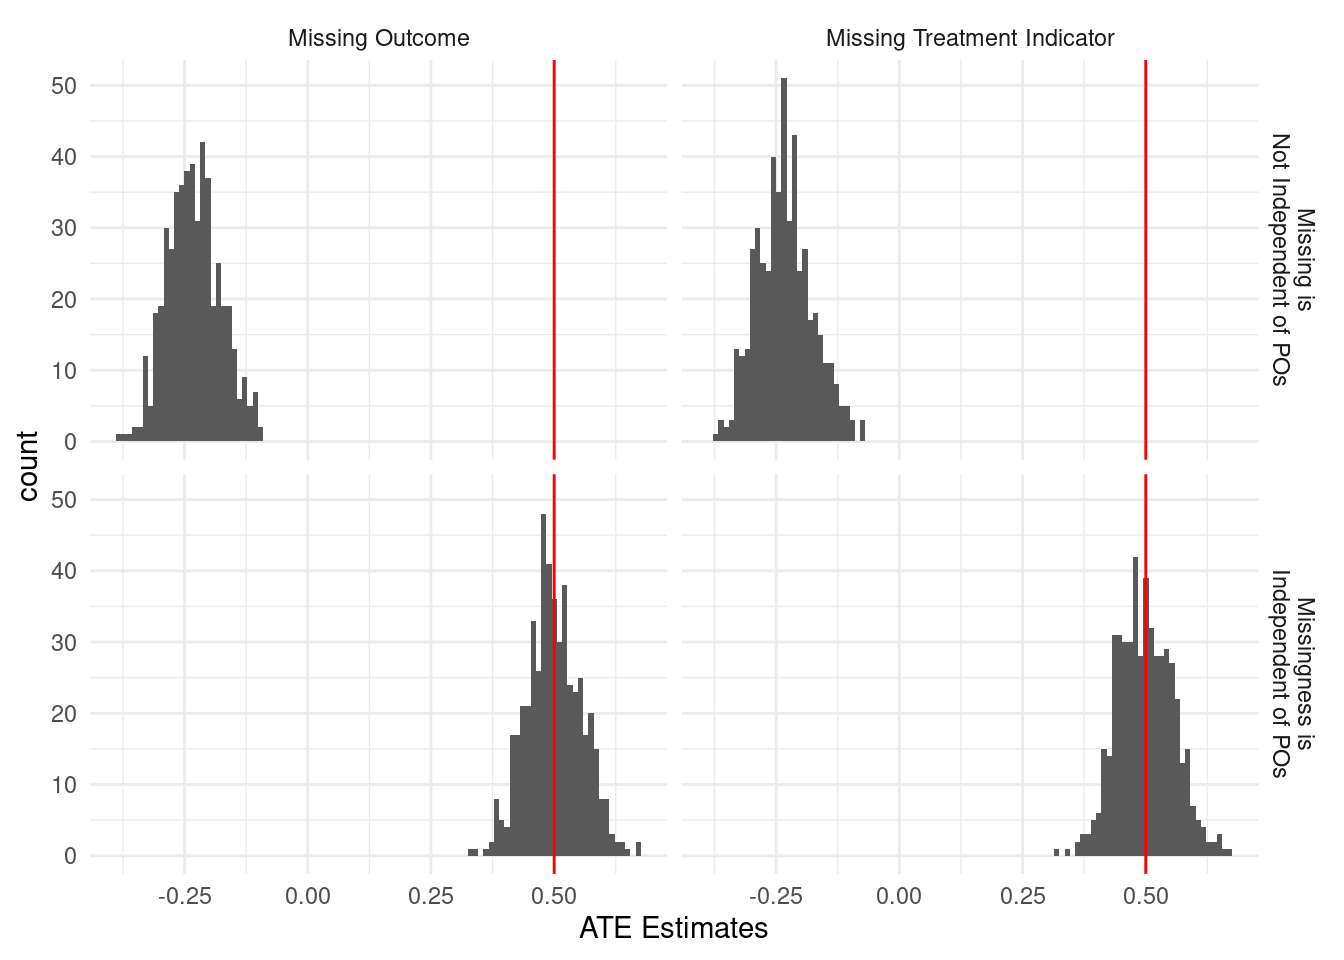 Missing Outcome
Missing Treatment Indicator
50
40
30
20
10
0
Missing is
Not Independent of POs
count
50
40
30
20
10
0
Missingness is
Independent of POs
-0.25
0.00
0.25
0.50
-0.25
0.00
0.25
0.50
ATE Estimates